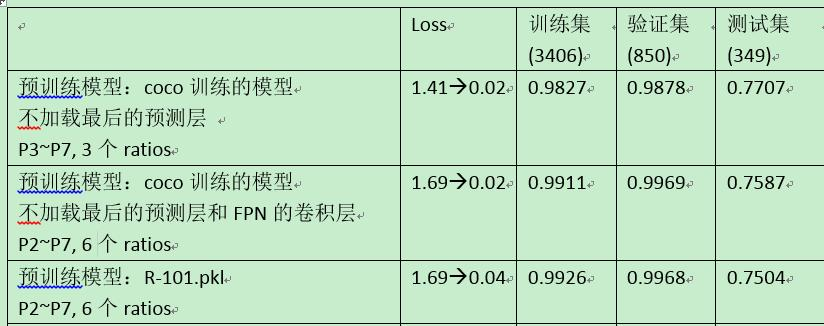 Loss 训练集 验证集 测试集
(3406) (850) (349)
预训练模型：coco 训练的模型 1.41→0.02 0.9827 0.9878 0.7707
不加载最后的预测层
P3~P7, 3 个 ratios
预训练模型：coco 训练的模型 1.69→0.02 0.9911 0.9969 0.7587
不加载最后的预测层和 FPN 的卷积层
P2~P7, 6 个 ratios
预训练模型：R-101.pkl 1.69→0.04 0.9926 0.9968 0.7504
P2~P7, 6 个 ratios